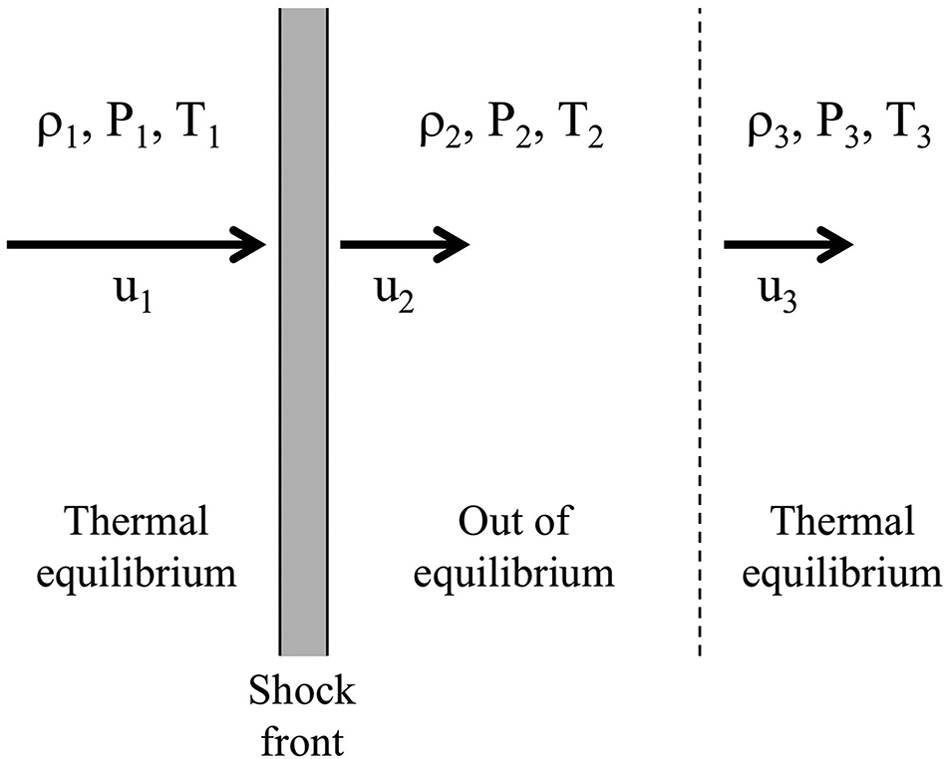 ρ₁, P₁, T₁
ρ₂, P₂, T₂
ρ₃, P₃, T₃
u₁
u₂
u₃
Thermal
equilibrium
Out of
equilibrium
Thermal
equilibrium
Shock
front